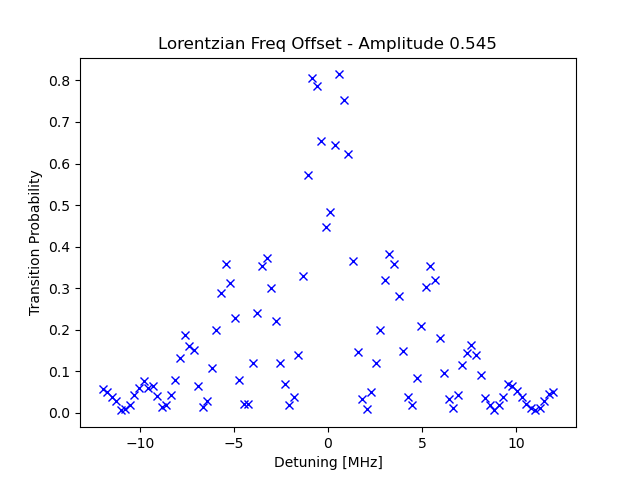 Lorentzian Freq Offset - Amplitude 0.545
Transition Probability
0.8
0.7
0.6
0.5
0.4
0.3
0.2
0.1
0.0
−10 −5 0 5 10
Detuning [MHz]